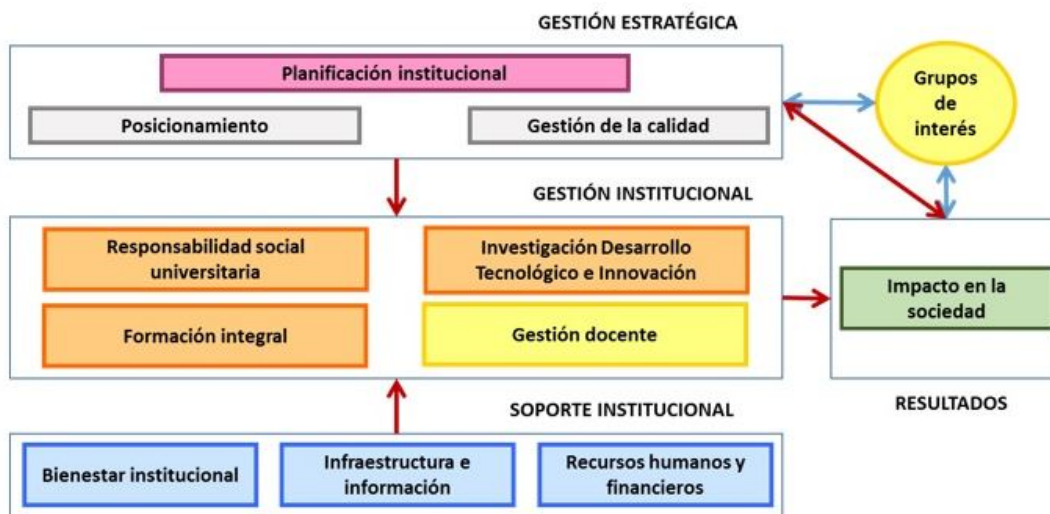 GESTIÓN ESTRATÉGICA
Planificación institucional
Posicionamiento
Gestión de la calidad
Grupos
de
interés
GESTIÓN INSTITUCIONAL
Responsabilidad social
universitaria
Investigación Desarrollo
Tecnológico e Innovación
Formación integral
Gestión docente
Impacto en la
sociedad
RESULTADOS
SOPORTE INSTITUCIONAL
Bienestar institucional
Infraestructura e
información
Recursos humanos y
financieros